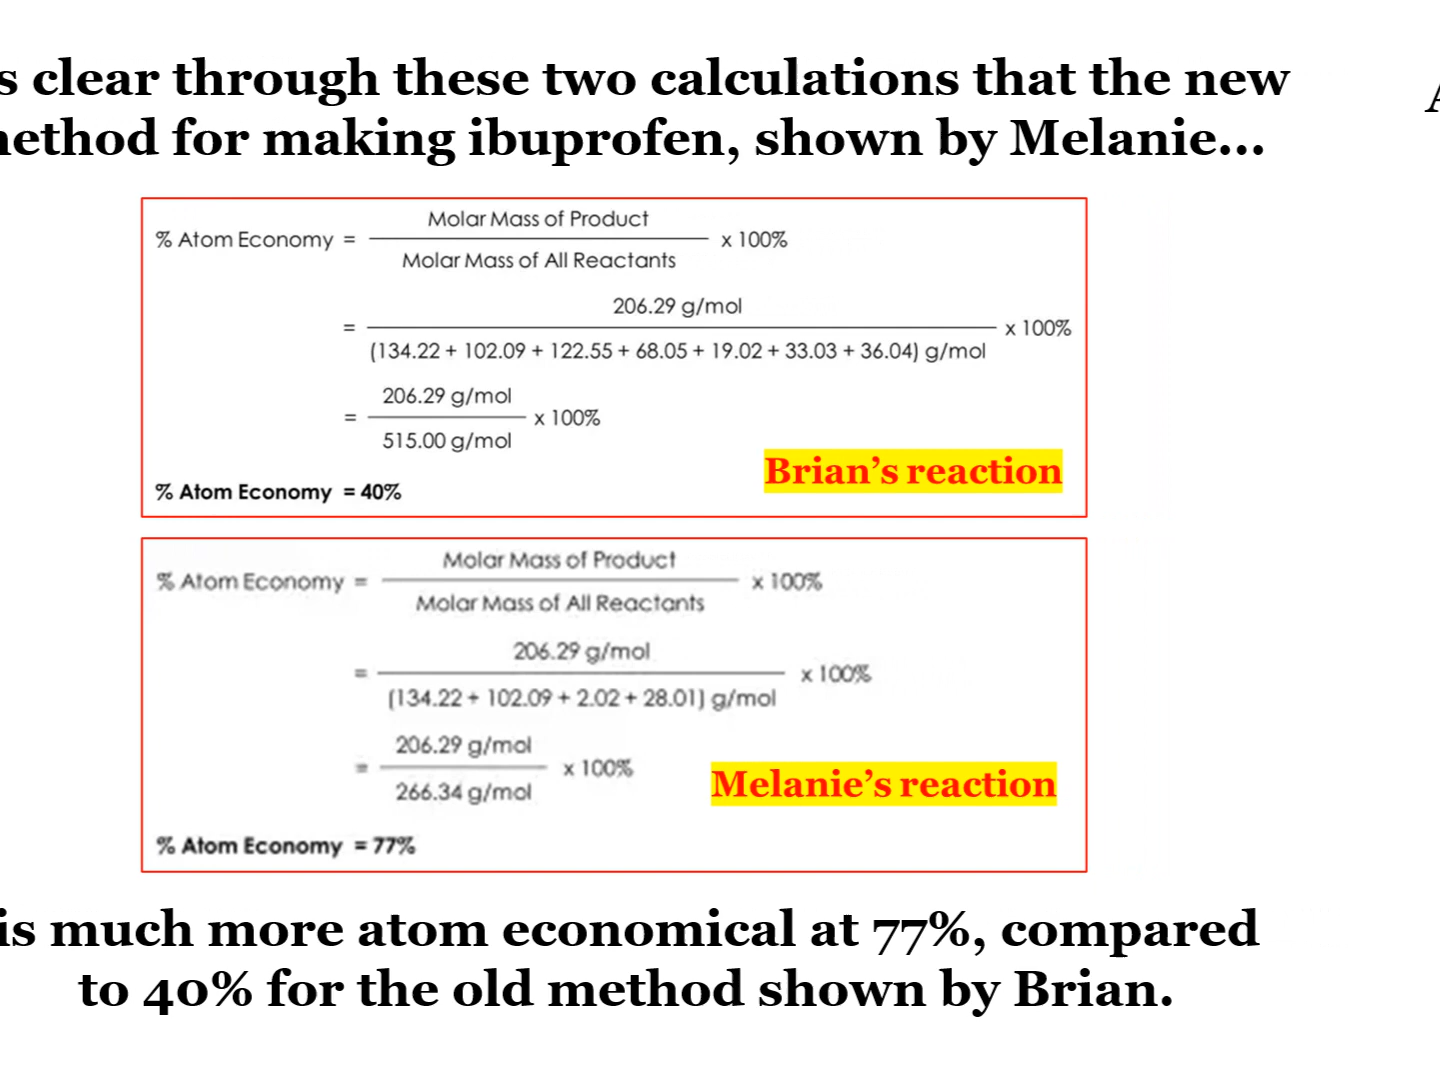 s clear through these two calculations that the new
method for making ibuprofen, shown by Melanie...
A
Molar Mass of Product
% Atom Economy = x 100%
Molar Mass of All Reactants
206.29 g/mol
= x 100%
(134.22 + 102.09 + 122.55 + 68.05 + 19.02 + 33.03 + 36.04) g/mol
206.29 g/mol
= x 100%
515.00 g/mol
Brian’s reaction
% Atom Economy = 40%
Molar Mass of Product
% Atom Economy = x 100%
Molar Mass of All Reactants
206.29 g/mol
= x 100%
(134.22 + 102.09 + 2.02 + 28.01) g/mol
206.29 g/mol
= x 100%
266.34 g/mol
Melanie’s reaction
% Atom Economy = 77%
is much more atom economical at 77%, compared
to 40% for the old method shown by Brian.